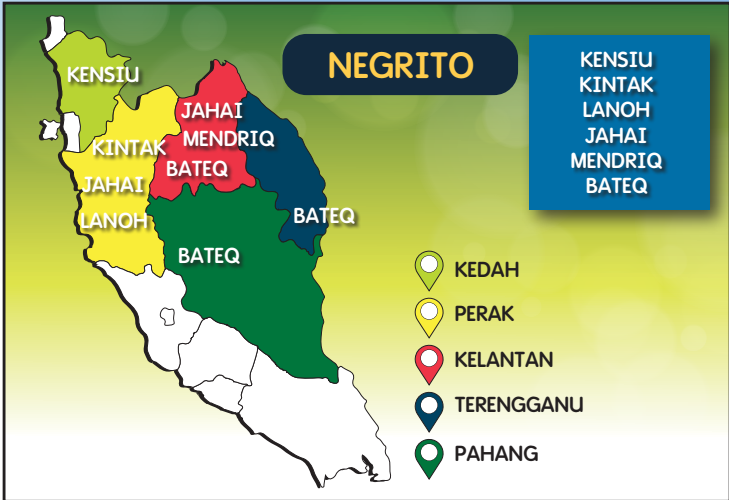 NEGRITO
KENSIU
KINTAK
LANOH
JAHAI
MENDRIQ
BATEQ
KENSIU
JAHAI
MENDRIQ
BATEQ
KINTAK
JAHAI
LANOH
BATEQ
BATEQ
KEDAH
PERAK
KELANTAN
TERENGGANU
PAHANG